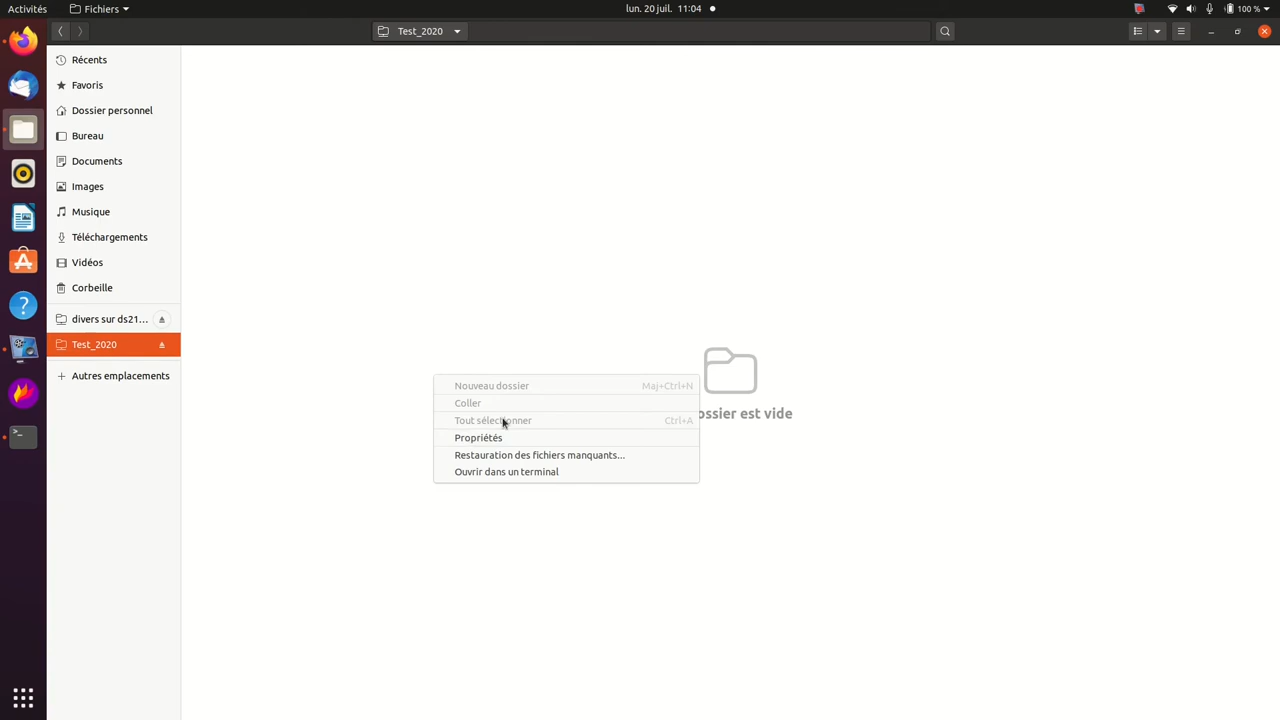 Activités
Fichiers
lun. 20 juil. 11:04
100 %
Test_2020
Récents
Favoris
Dossier personnel
Bureau
Documents
Images
Musique
Téléchargements
Vidéos
Corbeille
divers sur ds21…
Test_2020
Autres emplacements
ossier est vide
Nouveau dossier Maj+Ctrl+N
Coller
Tout sélectionner Ctrl+A
Propriétés
Restauration des fichiers manquants...
Ouvrir dans un terminal